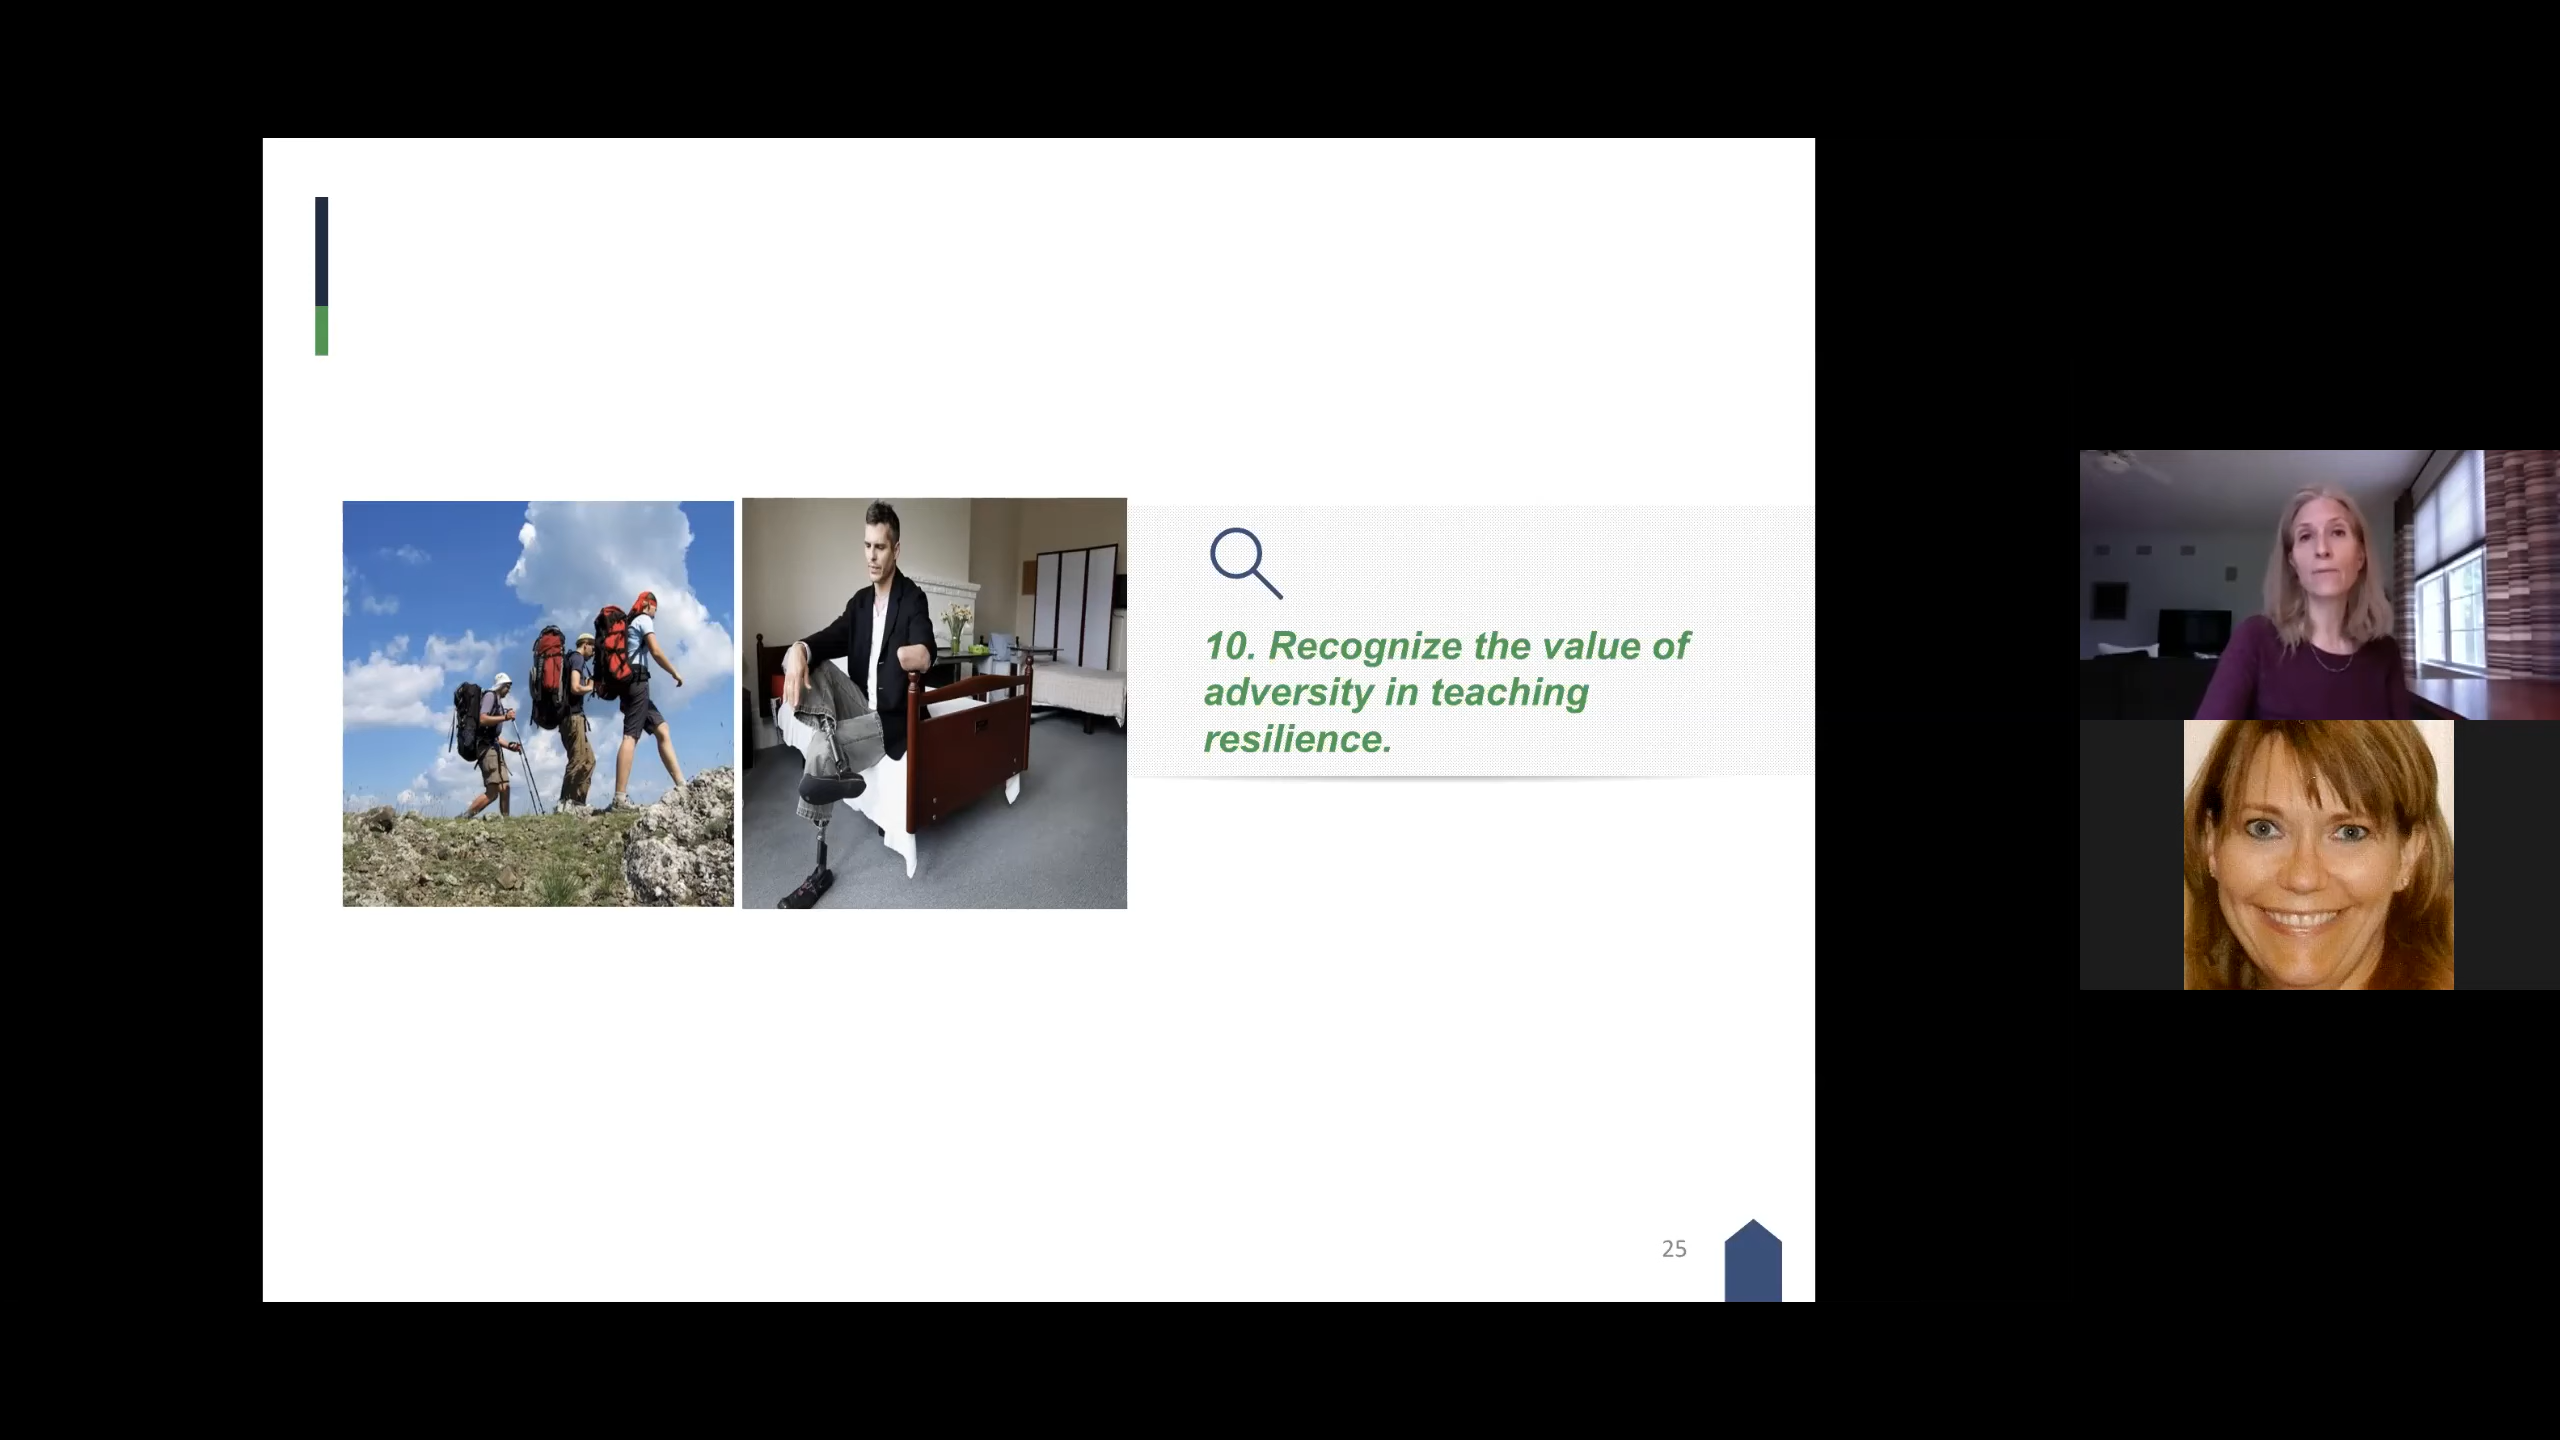 10. Recognize the value of
adversity in teaching
resilience.
25